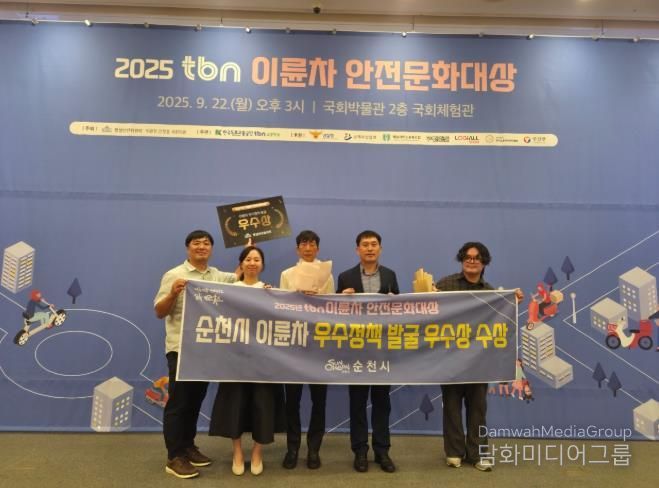 2025 tbn 이륜차 안전문화대상
2025. 9. 22.(월) 오후 3시 | 국회박물관 2층 국회체험관
tbn
LOGIALL
우수상
2025년 tbn 이륜차 안전문화대상
순천시 이륜차 우수정책 발굴 우수상 수상
순천시
DamwahMediaGroup
담화미디어그룹